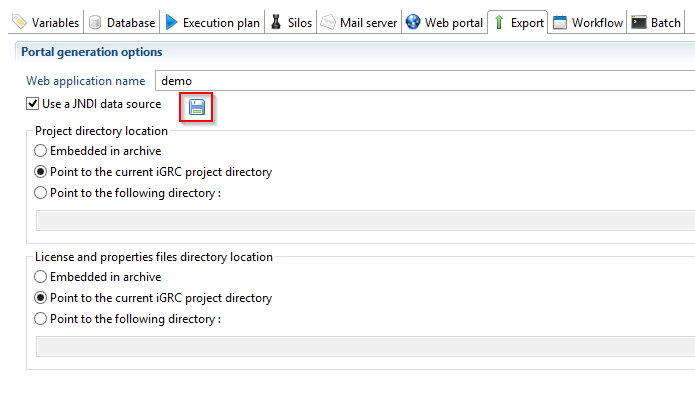 Variables Database Execution plan Silos Mail server Web portal Export Workflow Batch
Portal generation options
Web application name demo
Use a JNDI data source
Project directory location
Embedded in archive
Point to the current iGRC project directory
Point to the following directory :
License and properties files directory location
Embedded in archive
Point to the current iGRC project directory
Point to the following directory :